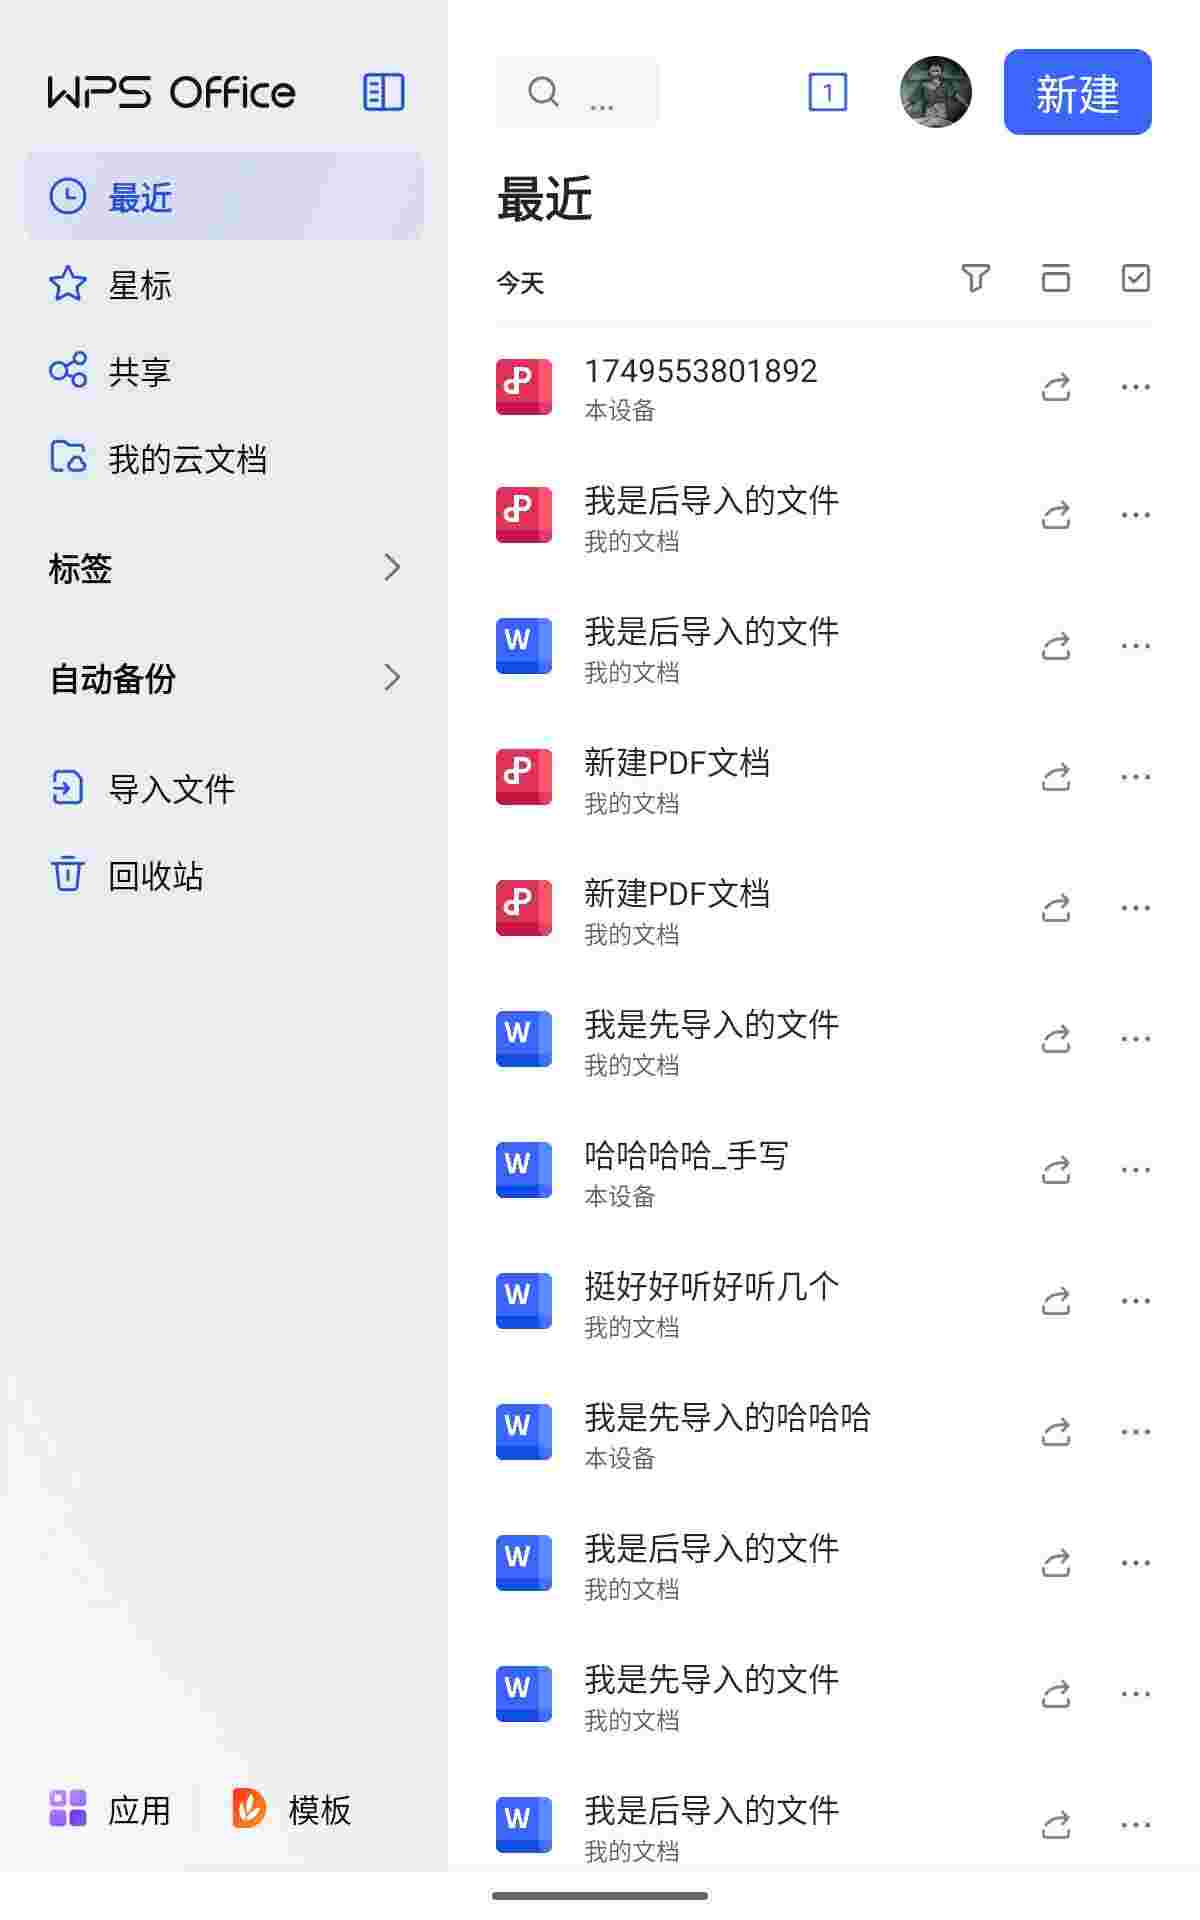 WPS Office
最近
星标
共享
我的云文档
标签
自动备份
导入文件
回收站
应用
模板
...
1
新建
最近
今天
1749553801892
本设备
我是后导入的文件
我的文档
我是后导入的文件
我的文档
新建PDF文档
我的文档
新建PDF文档
我的文档
我是先导入的文件
我的文档
哈哈哈哈_手写
本设备
挺好好听好听几个
我的文档
我是先导入的哈哈哈
本设备
我是后导入的文件
我的文档
我是先导入的文件
我的文档
我是后导入的文件
我的文档